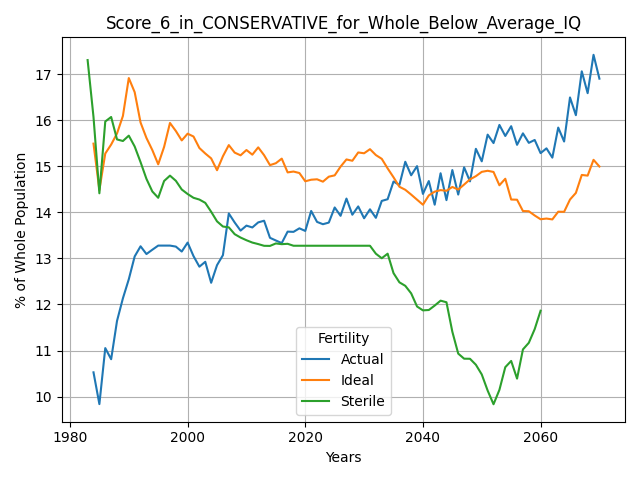 Score_6_in_CONSERVATIVE_for_Whole_Below_Average_IQ
% of Whole Population
17
16
15
14
13
12
11
10
Fertility
Actual
Ideal
Sterile
1980
2000
2020
2040
2060
Years